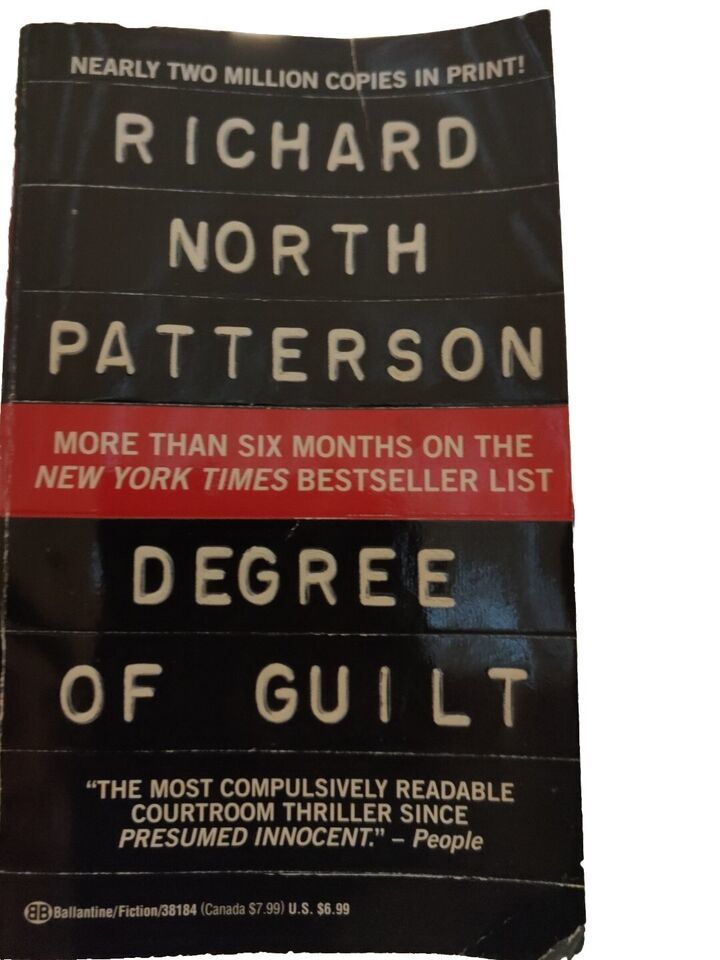 NEARLY TWO MILLION COPIES IN PRINT!
RICHARD
NORTH
PATTERSON
MORE THAN SIX MONTHS ON THE
NEW YORK TIMES BESTSELLER LIST
DEGREE
OF GUILT
“THE MOST COMPULSIVELY READABLE
COURTROOM THRILLER SINCE
PRESUMED INNOCENT.” – People
BB Ballantine/Fiction/38184 (Canada $7.99) U.S. $6.99